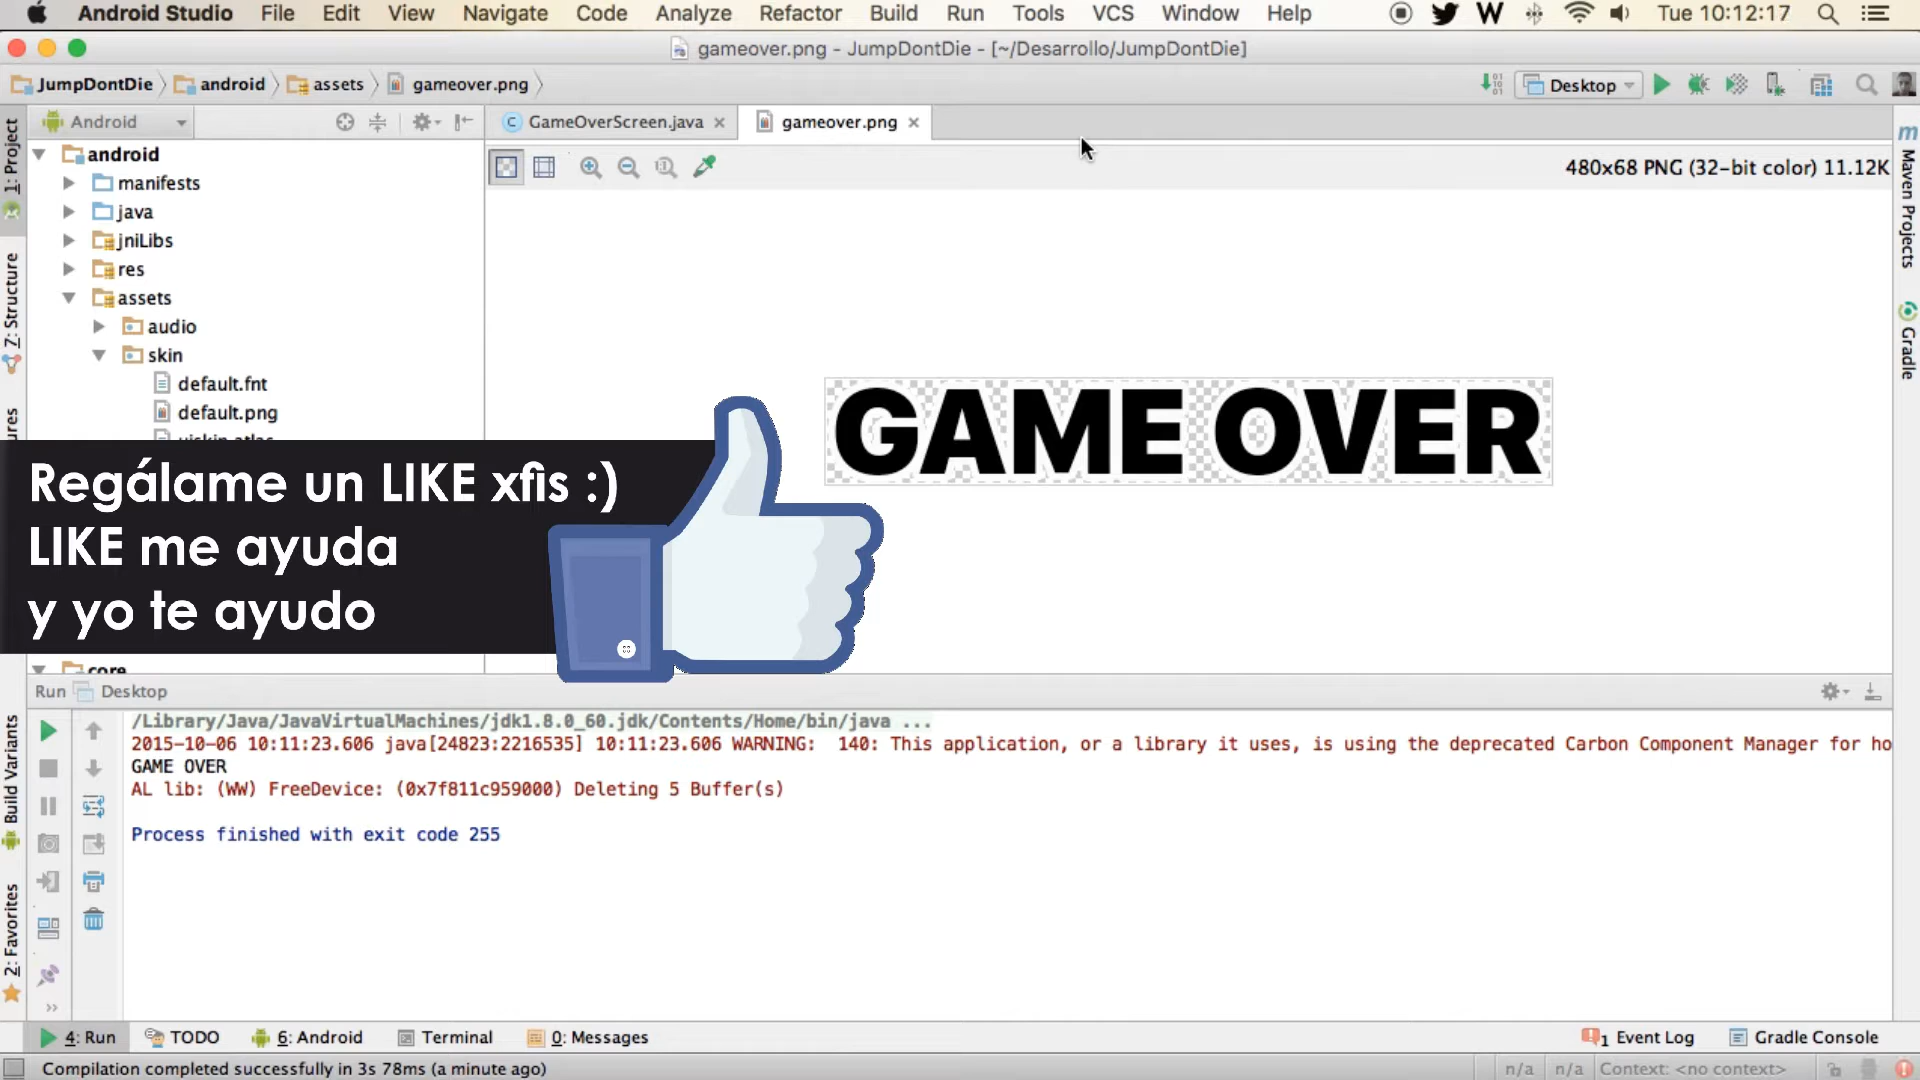 Android Studio File Edit View Navigate Code Analyze Refactor Build Run Tools VCS Window Help Tue 10:12:17
gameover.png - JumpDontDie - [~/Desarrollo/JumpDontDie]
JumpDontDie android assets gameover.png Desktop
Android GameOverScreen.java gameover.png
480x68 PNG (32-bit color) 11.12K
1: Project
Z: Structure
Build Variants
2: Favorites
Maven Projects
Gradle
android
manifests
java
jniLibs
res
assets
audio
skin
default.fnt
default.png
GAME OVER
Regálame un LIKE xfis :)
LIKE me ayuda
y yo te ayudo
core
Run Desktop
/Library/Java/JavaVirtualMachines/jdk1.8.0_60.jdk/Contents/Home/bin/java ...
2015-10-06 10:11:23.606 java[24823:2216535] 10:11:23.606 WARNING:  140: This application, or a library it uses, is using the deprecated Carbon Component Manager for ho
GAME OVER
AL lib: (WW) FreeDevice: (0x7f811c959000) Deleting 5 Buffer(s)
Process finished with exit code 255
4: Run TODO 6: Android Terminal 0: Messages 1 Event Log Gradle Console
Compilation completed successfully in 3s 78ms (a minute ago) n/a n/a Context: <no context>